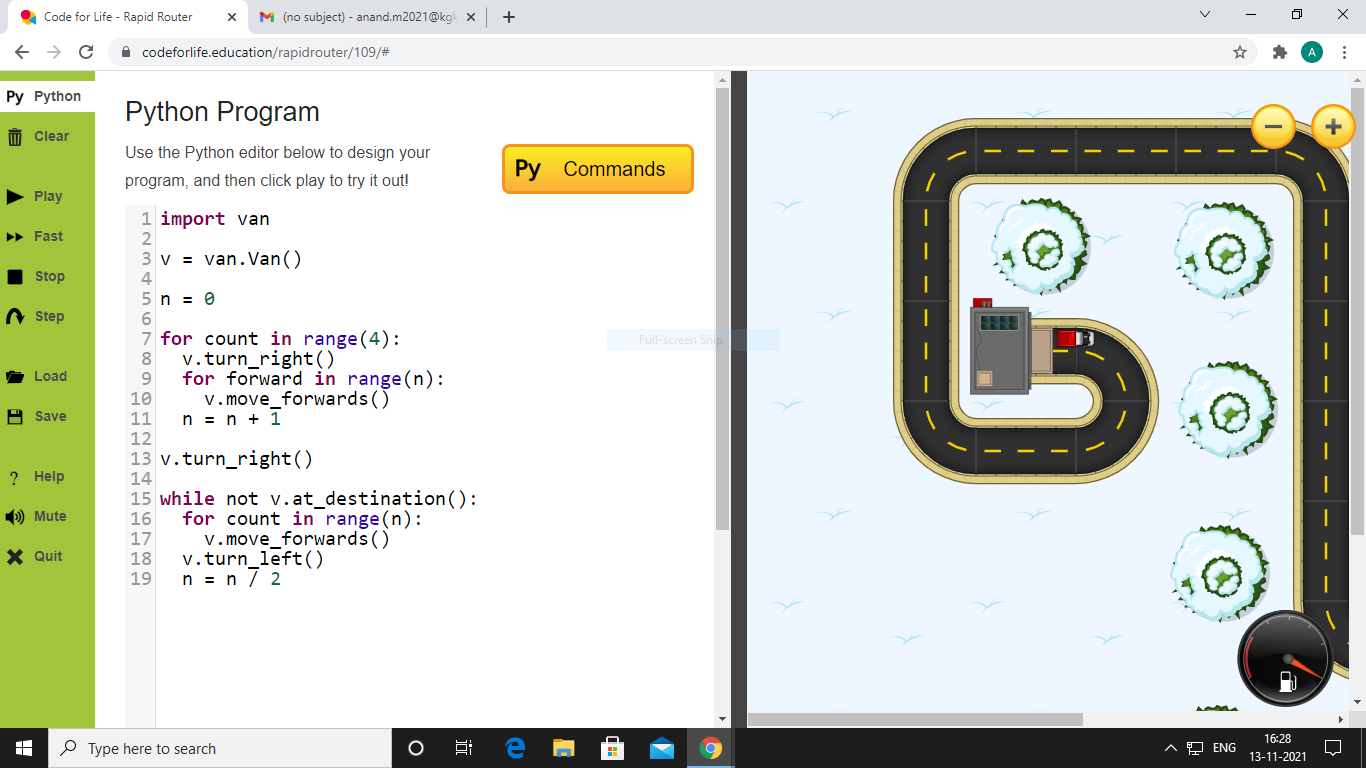 Code for Life - Rapid Router
(no subject) - anand.m2021@kgk
codeforlife.education/rapidrouter/109/#
A
Py Python
Clear
Play
Fast
Stop
Step
Load
Save
? Help
Mute
Quit
Python Program
Use the Python editor below to design your
program, and then click play to try it out!
Py Commands
1 import van
2
3 v = van.Van()
4
5 n = 0
6
7 for count in range(4):
8   v.turn_right()
9   for forward in range(n):
10     v.move_forwards()
11   n = n + 1
12
13 v.turn_right()
14
15 while not v.at_destination():
16   for count in range(n):
17     v.move_forwards()
18   v.turn_left()
19   n = n / 2
Full-screen Snip
Type here to search
ENG
16:28
13-11-2021